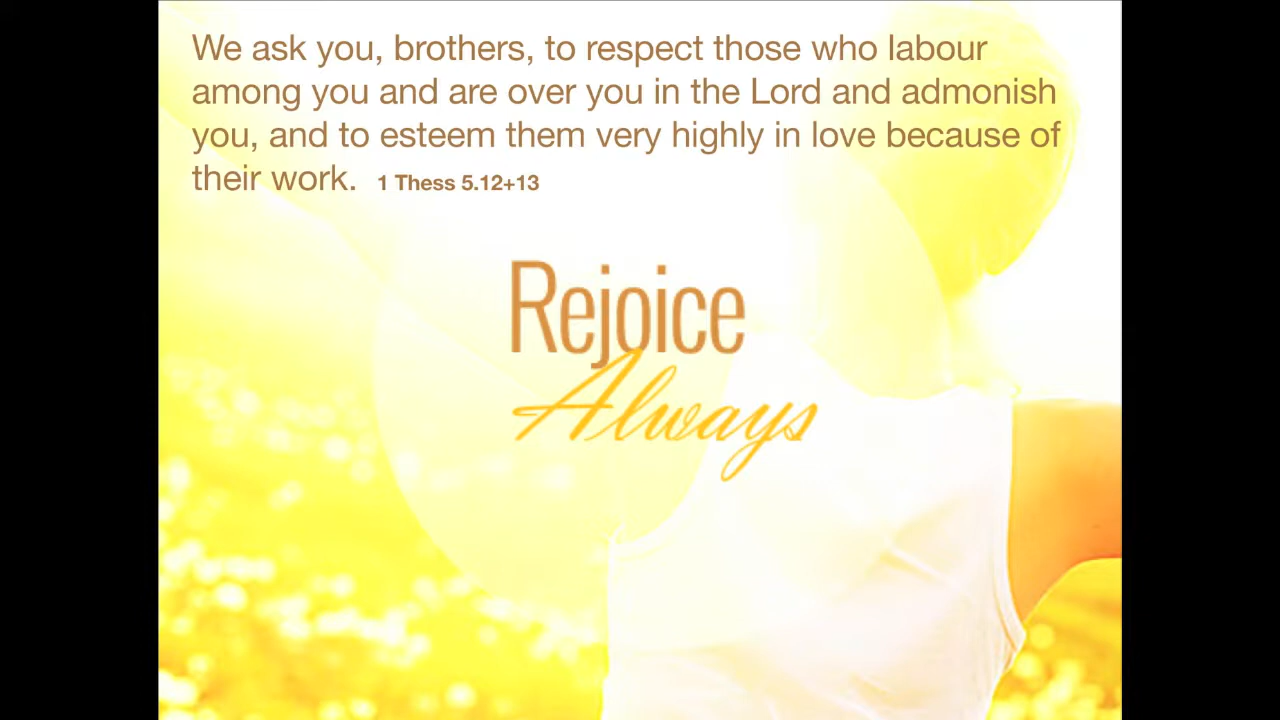 We ask you, brothers, to respect those who labour
among you and are over you in the Lord and admonish
you, and to esteem them very highly in love because of
their work. 1 Thess 5.12+13
Rejoice
Always